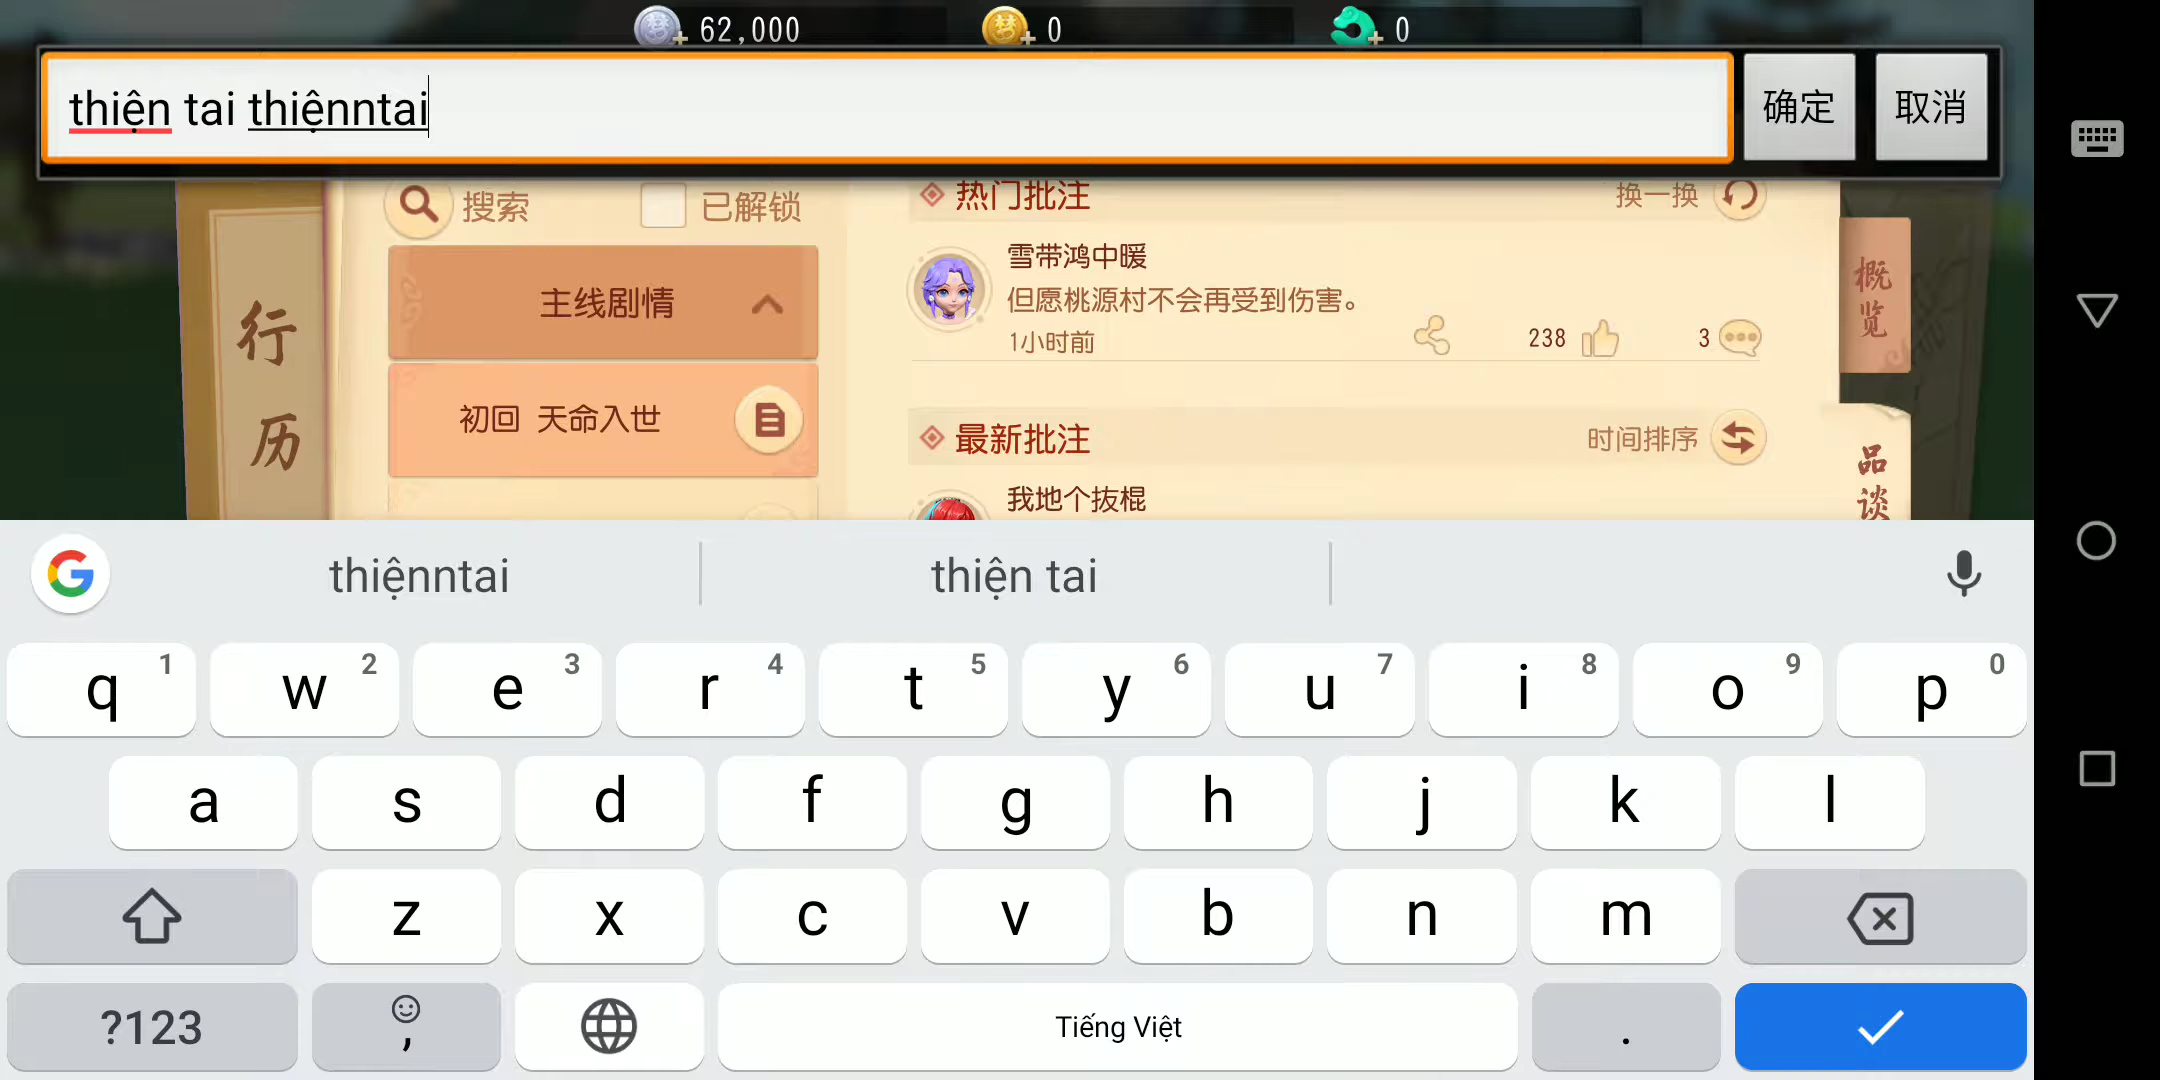 62,000
0
0
thiện tai thiệnntai
确定
取消
搜索
已解锁
热门批注
换一换
行历
主线剧情
初回 天命入世
雪带鸿中暖
但愿桃源村不会再受到伤害。
1小时前
238
3
概览
最新批注
时间排序
我地个拔棍
品谈
thiệnntai
thiện tai
q 1 w 2 e 3 r 4 t 5 y 6 u 7 i 8 o 9 p 0
a s d f g h j k l
z x c v b n m
?123 , Tiếng Việt .